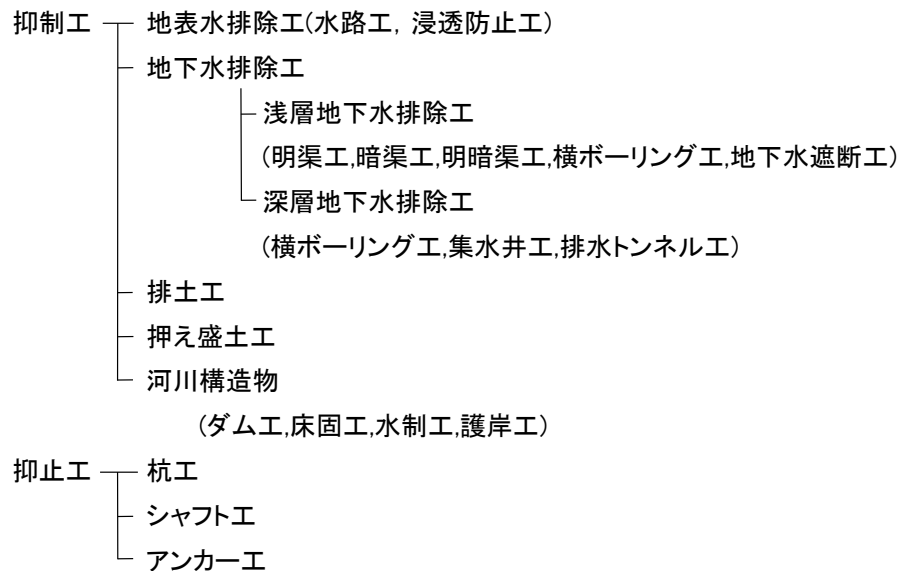 抑制工 地表水排除工(水路工, 浸透防止工)
地下水排除工
浅層地下水排除工
(明渠工,暗渠工,明暗渠工,横ボーリング工,地下水遮断工)
深層地下水排除工
(横ボーリング工,集水井工,排水トンネル工)
排土工
押え盛土工
河川構造物
(ダム工,床固工,水制工,護岸工)
抑止工 杭工
シャフト工
アンカー工